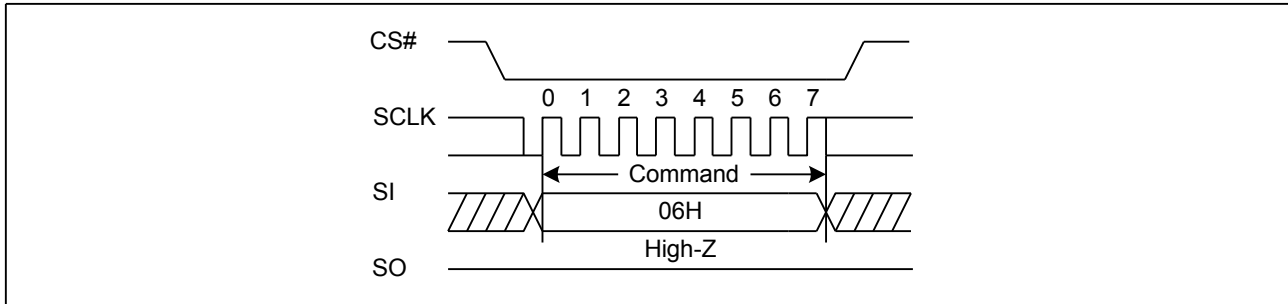 CS#
0 1 2 3 4 5 6 7
SCLK
Command
SI
06H
High-Z
SO